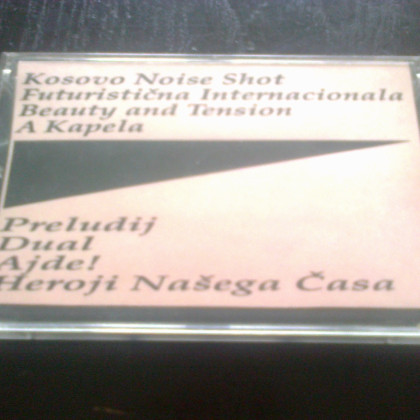 Kosovo Noise Shot
Futuristična Internacionala
Beauty and Tension
A Kapela
Preludij
Dual
Ajde!
Heroji Našega Časa